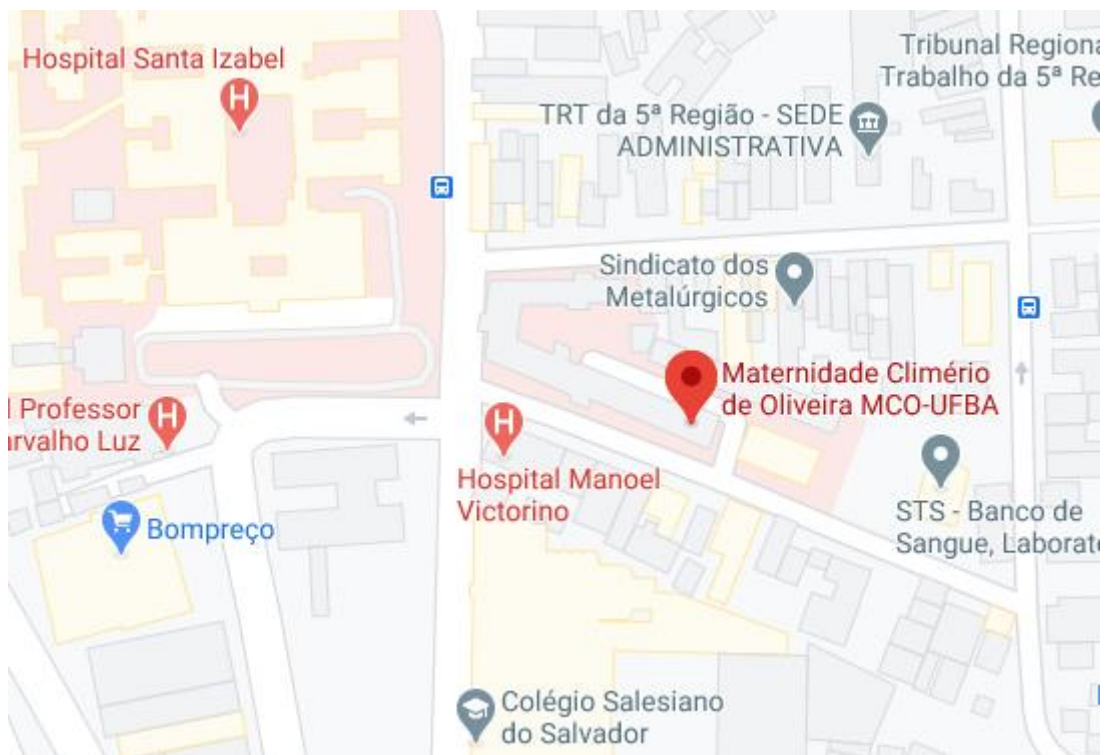 Hospital Santa Izabel
Tribunal Regiona
Trabalho da 5ª Re
TRT da 5ª Região - SEDE
ADMINISTRATIVA
Sindicato dos
Metalúrgicos
Maternidade Climério
de Oliveira MCO-UFBA
Professor
arvalho Luz
Hospital Manoel
Victorino
Bompreço
STS - Banco de
Sangue, Laborato
Colégio Salesiano
do Salvador